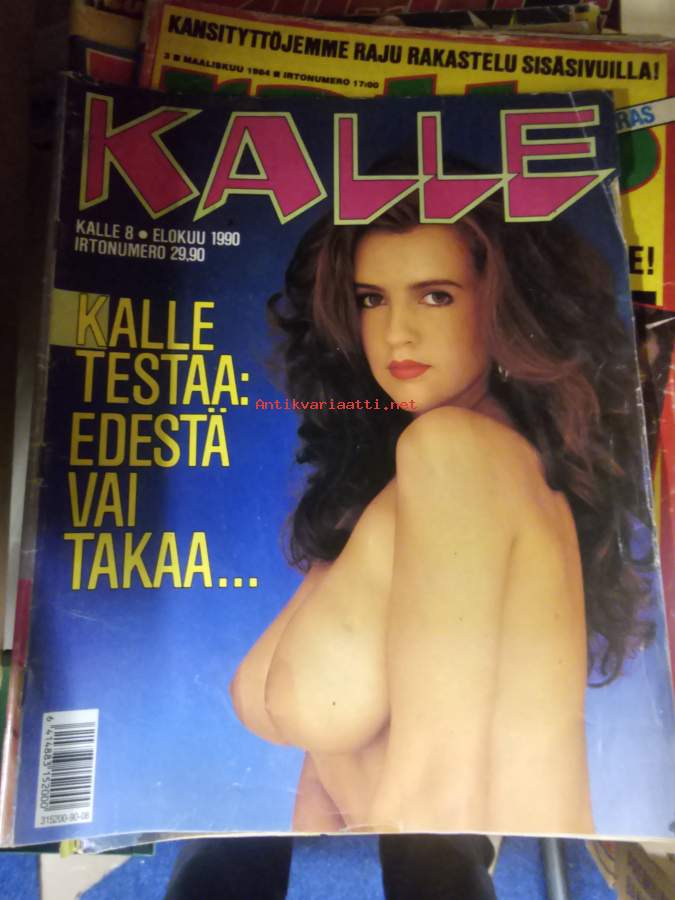 KANSITYTTÖJEMME RAJU RAKASTELU SISÄSIVUILLA!
3 ■ MAALISKUU 1984 ■ IRTONUMERO 17:00
RAS
KALLE
KALLE 8 ● ELOKUU 1990
IRTONUMERO 29,90
E!
KALLE
TESTAA:
EDESTÄ
VAI
TAKAA...
Antikvariaatti.net
6 414883 152000
315200-90-08